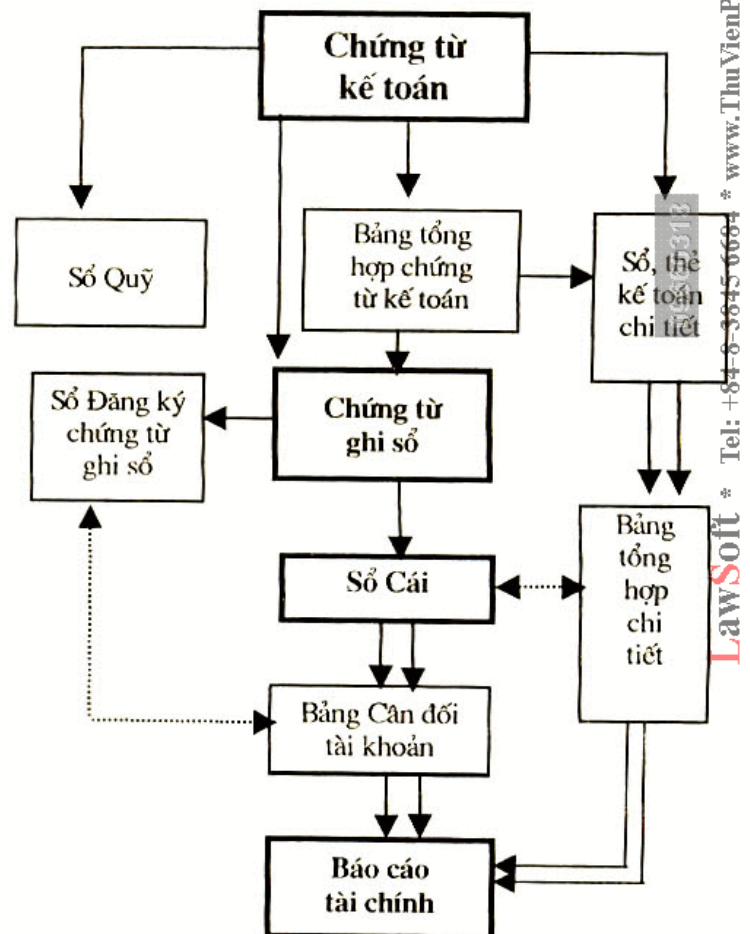 Chứng từ
kế toán
Sổ Quỹ
Bảng tổng
hợp chứng
từ kế toán
Sổ, thẻ
kế toán
chi tiết
Sổ Đăng ký
chứng từ
ghi sổ
Chứng từ
ghi sổ
Bảng
tổng
hợp
chi
tiết
Sổ Cái
Bảng Cân đối
tài khoản
Báo cáo
tài chính
LawSoft * Tel: +84-8-3845 6684 * www.ThuVienP